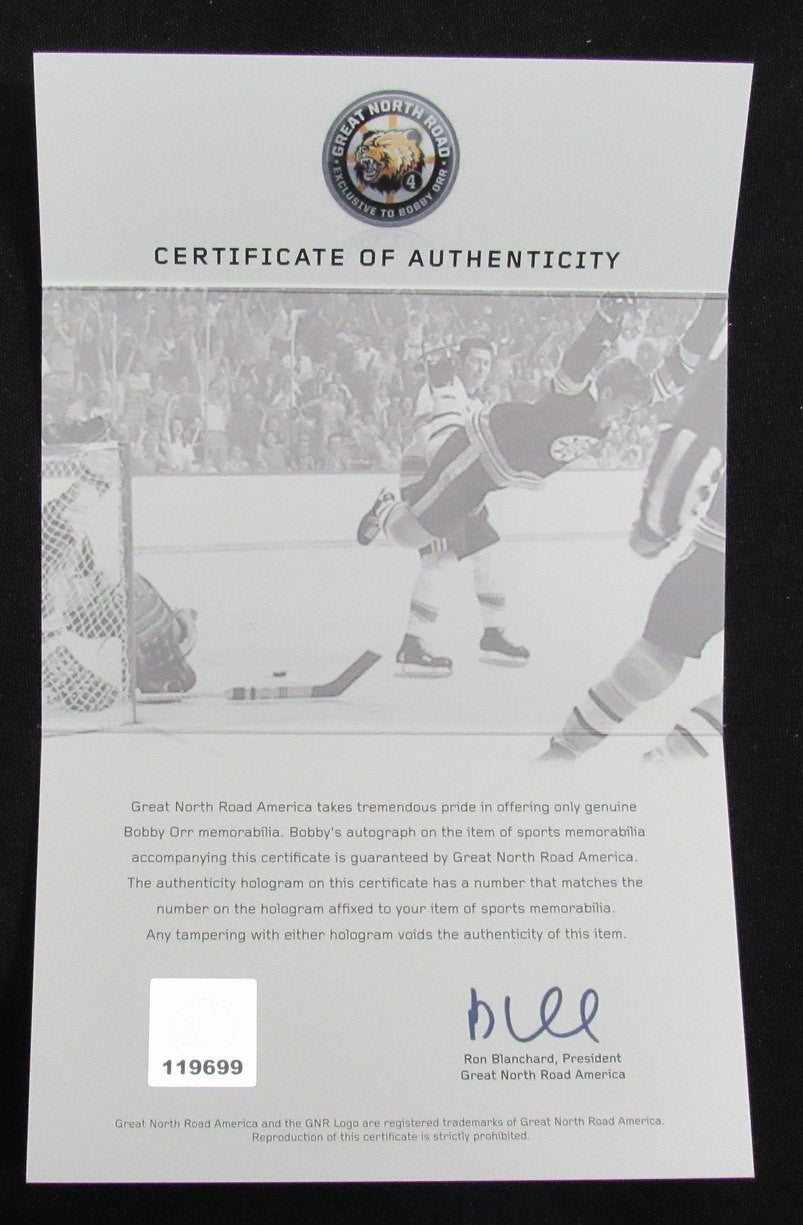 GREAT NORTH ROAD
4
EXCLUSIVE TO BOBBY ORR
CERTIFICATE OF AUTHENTICITY
Great North Road America takes tremendous pride in offering only genuine
Bobby Orr memorabilia. Bobby's autograph on the item of sports memorabilia
accompanying this certificate is guaranteed by Great North Road America.
The authenticity hologram on this certificate has a number that matches the
number on the hologram affixed to your item of sports memorabilia.
Any tampering with either hologram voids the authenticity of this item.
119699
Ron Blanchard, President
Great North Road America
Great North Road America and the GNR Logo are registered trademarks of Great North Road America.
Reproduction of this certificate is strictly prohibited.